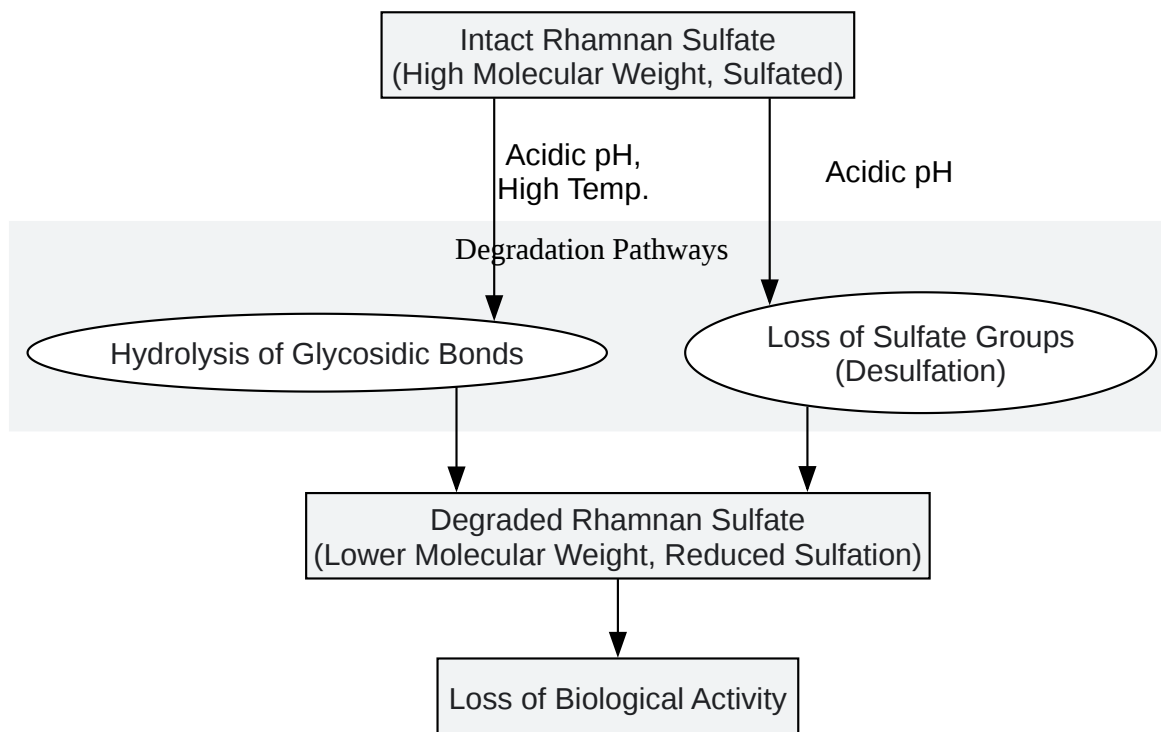 Intact Rhamnan Sulfate
(High Molecular Weight, Sulfated)
Acidic pH,
High Temp.
Acidic pH
Degradation Pathways
Hydrolysis of Glycosidic Bonds
Loss of Sulfate Groups
(Desulfation)
Degraded Rhamnan Sulfate
(Lower Molecular Weight, Reduced Sulfation)
Loss of Biological Activity